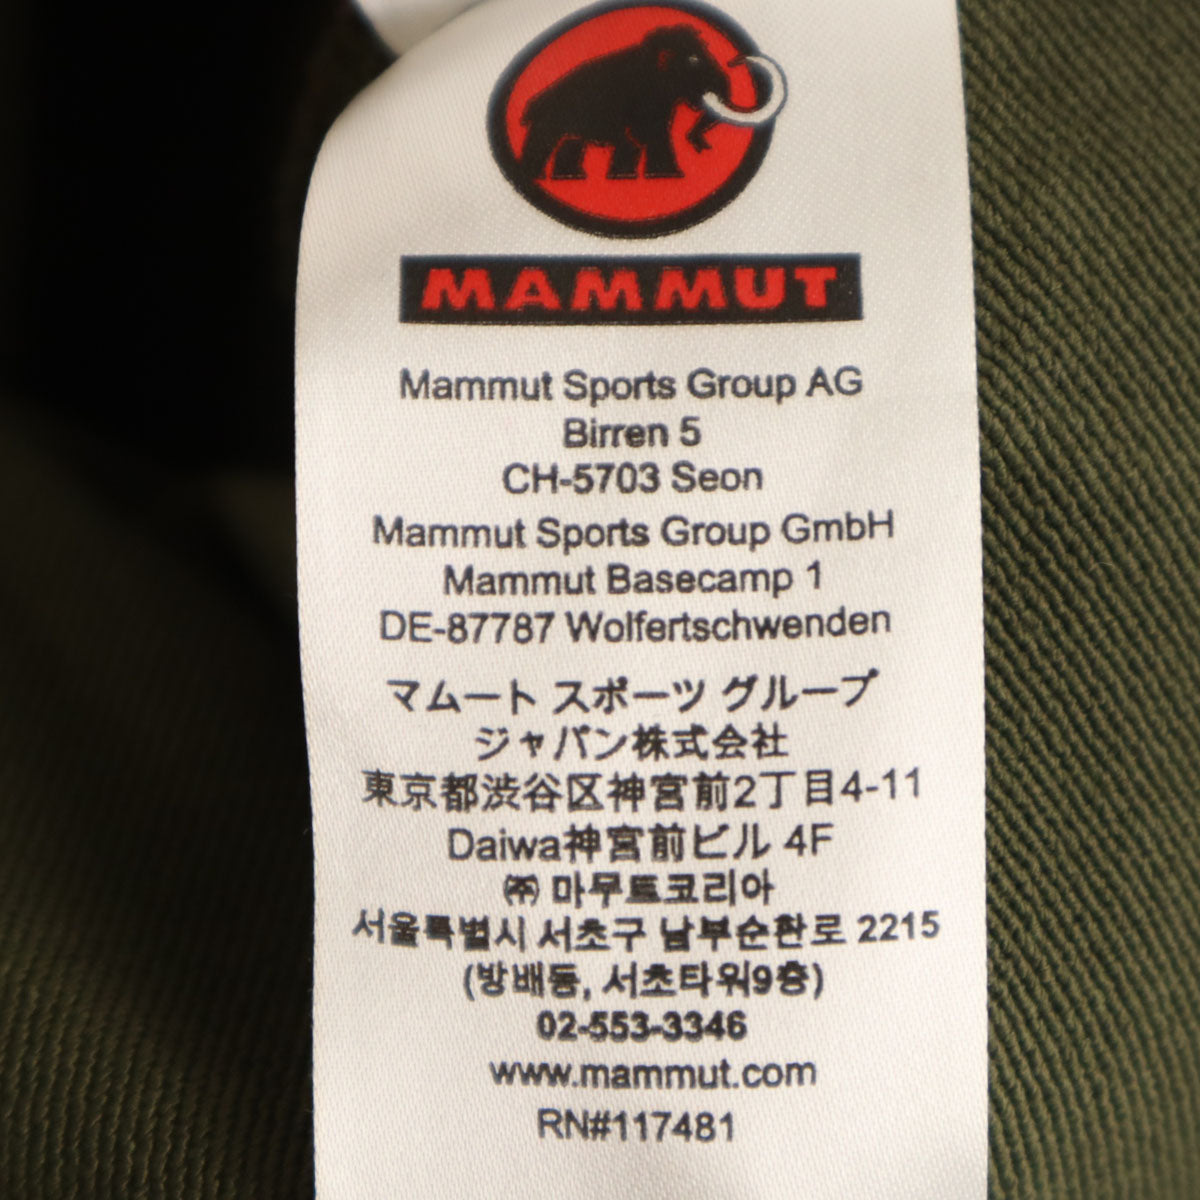 MAMMUT
Mammut Sports Group AG
Birren 5
CH-5703 Seon
Mammut Sports Group GmbH
Mammut Basecamp 1
DE-87787 Wolfertschwenden
マムート スポーツ グループ
ジャパン株式会社
東京都渋谷区神宮前2丁目4-11
Daiwa神宮前ビル 4F
㈜ 마무트코리아
서울특별시 서초구 남부순환로 2215
(방배동, 서초타워9층)
02-553-3346
www.mammut.com
RN#117481